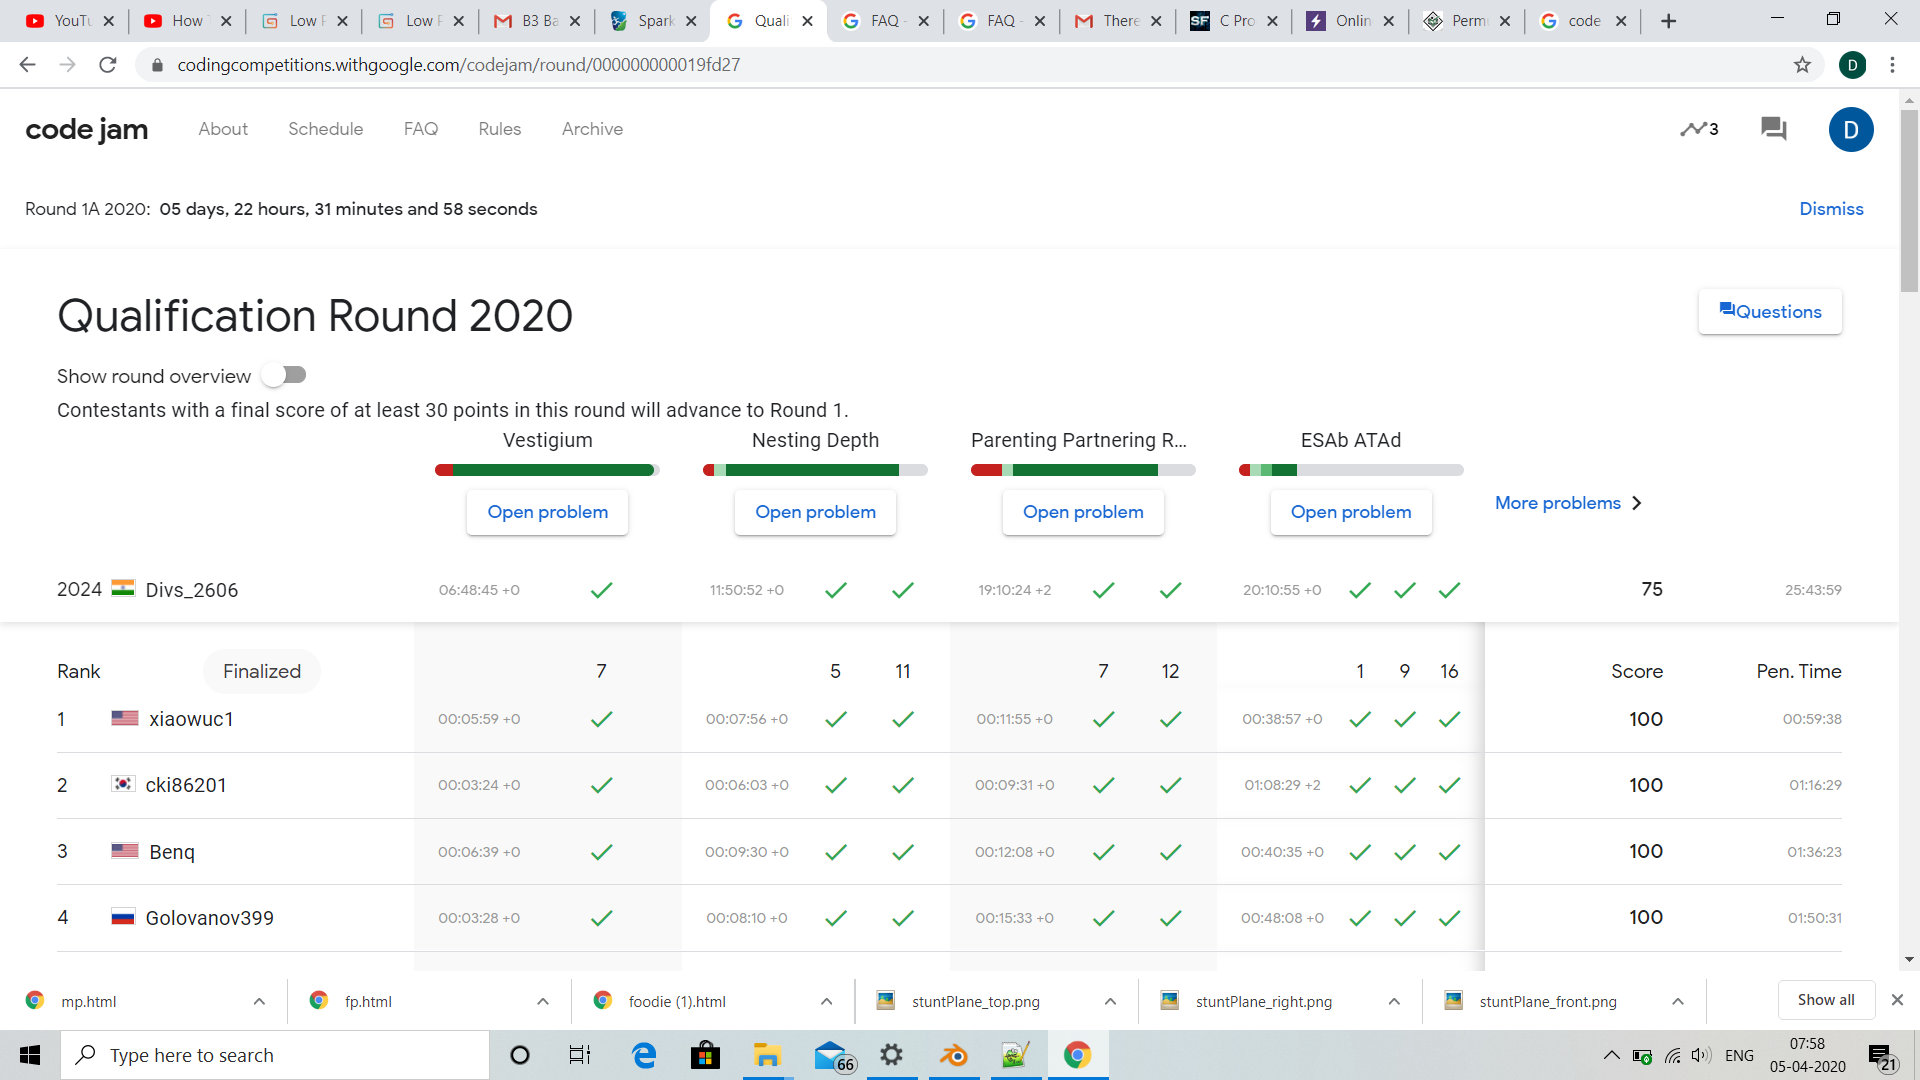 YouTu
How
Low F
Low F
B3 Ba
Spark
Quali
FAQ
FAQ -
There
C Pro
Onlin
Permu
code
codingcompetitions.withgoogle.com/codejam/round/000000000019fd27
D
code jam
About
Schedule
FAQ
Rules
Archive
3
D
Round 1A 2020: 05 days, 22 hours, 31 minutes and 58 seconds
Dismiss
Qualification Round 2020
Questions
Show round overview
Contestants with a final score of at least 30 points in this round will advance to Round 1.
Vestigium
Nesting Depth
Parenting Partnering R...
ESAb ATAd
Open problem
Open problem
Open problem
Open problem
More problems
2024 Divs_2606 06:48:45 +0 11:50:52 +0 19:10:24 +2 20:10:55 +0 75 25:43:59
Rank Finalized 7 5 11 7 12 1 9 16 Score Pen. Time
1 xiaowuc1 00:05:59 +0 00:07:56 +0 00:11:55 +0 00:38:57 +0 100 00:59:38
2 cki86201 00:03:24 +0 00:06:03 +0 00:09:31 +0 01:08:29 +2 100 01:16:29
3 Benq 00:06:39 +0 00:09:30 +0 00:12:08 +0 00:40:35 +0 100 01:36:23
4 Golovanov399 00:03:28 +0 00:08:10 +0 00:15:33 +0 00:48:08 +0 100 01:50:31
mp.html
fp.html
foodie (1).html
stuntPlane_top.png
stuntPlane_right.png
stuntPlane_front.png
Show all
Type here to search
66
ENG
07:58
05-04-2020
21